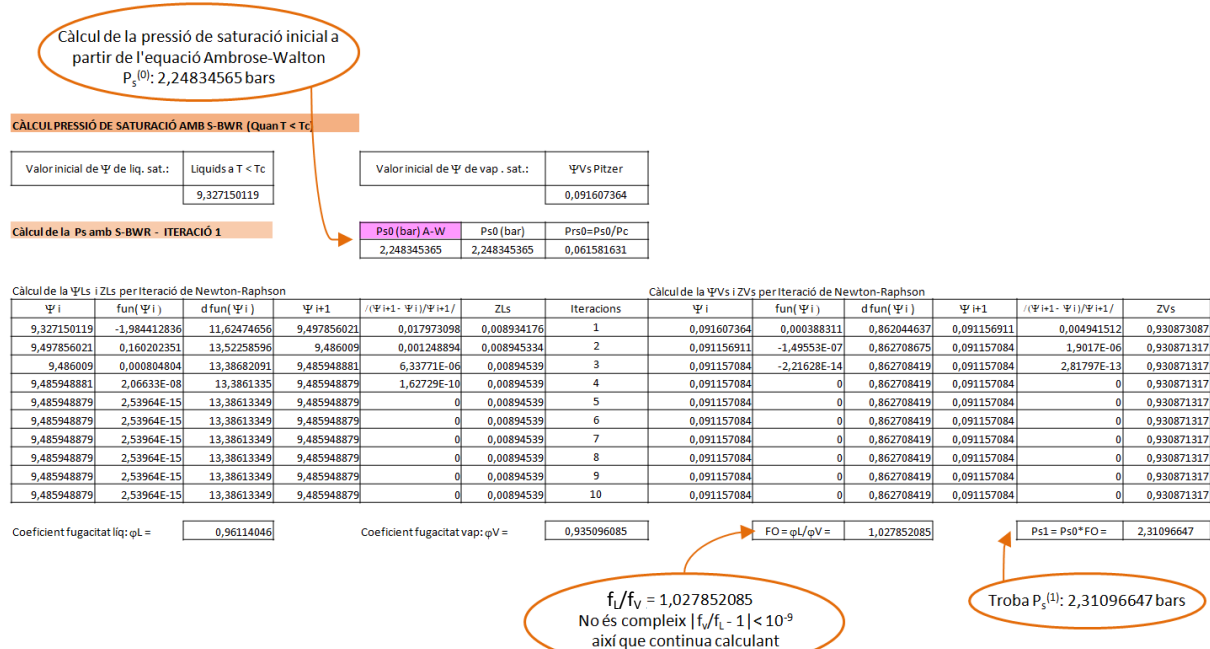 Càlcul de la pressió de saturació inicial a
partir de l'equació Ambrose-Walton
Ps(0): 2,24834565 bars
CÀLCUL PRESSIÓ DE SATURACIÓ AMB S-BWR (Quan T < Tc)
Valor inicial de Ψ de liq. sat.: Liquids a T < Tc Valor inicial de Ψ de vap . sat.: ΨVs Pitzer
9,327150119 0,091607364
Càlcul de la Ps amb S-BWR - ITERACIÓ 1 Ps0 (bar) A-W Ps0 (bar) Prs0=Ps0/Pc
2,248345365 2,248345365 0,061581631
Càlcul de la ΨLs i ZLs per Iteració de Newton-Raphson Càlcul de la ΨVs i ZVs per Iteració de Newton-Raphson
Ψ i fun(Ψ i) d fun(Ψ i) Ψ i+1 /(Ψ i+1 - Ψ i)/Ψ i+1/ ZLs Iteracions Ψ i fun(Ψ i) d fun(Ψ i) Ψ i+1 /(Ψ i+1 - Ψ i)/Ψ i+1/ ZVs
9,327150119 -1,984412836 11,62474656 9,497856021 0,017973098 0,008934176 1 0,091607364 0,000388311 0,862044637 0,091156911 0,004941512 0,930873087
9,497856021 0,160202351 13,52258596 9,486009 0,001248894 0,008945334 2 0,091156911 -1,49553E-07 0,862708675 0,091157084 1,9017E-06 0,930871317
9,486009 0,000804804 13,38682091 9,485948881 6,33771E-06 0,00894539 3 0,091157084 -2,21628E-14 0,862708419 0,091157084 2,81797E-13 0,930871317
9,485948881 2,06633E-08 13,3861335 9,485948879 1,62729E-10 0,00894539 4 0,091157084 0 0,862708419 0,091157084 0 0,930871317
9,485948879 2,53964E-15 13,38613349 9,485948879 0 0,00894539 5 0,091157084 0 0,862708419 0,091157084 0 0,930871317
9,485948879 2,53964E-15 13,38613349 9,485948879 0 0,00894539 6 0,091157084 0 0,862708419 0,091157084 0 0,930871317
9,485948879 2,53964E-15 13,38613349 9,485948879 0 0,00894539 7 0,091157084 0 0,862708419 0,091157084 0 0,930871317
9,485948879 2,53964E-15 13,38613349 9,485948879 0 0,00894539 8 0,091157084 0 0,862708419 0,091157084 0 0,930871317
9,485948879 2,53964E-15 13,38613349 9,485948879 0 0,00894539 9 0,091157084 0 0,862708419 0,091157084 0 0,930871317
9,485948879 2,53964E-15 13,38613349 9,485948879 0 0,00894539 10 0,091157084 0 0,862708419 0,091157084 0 0,930871317
Coeficient fugacitat líq: φL = 0,96114046 Coeficient fugacitat vap: φV = 0,935096085 FO = φL/φV = 1,027852085 Ps1 = Ps0*FO = 2,31096647
fL/fV = 1,027852085
No és compleix |fv/fL - 1| < 10-9
així que continua calculant
Troba Ps(1): 2,31096647 bars